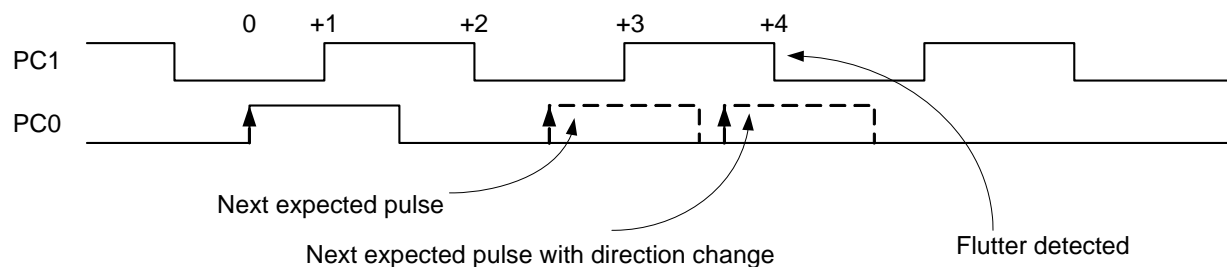 0 +1 +2 +3 +4
PC1
PC0
Next expected pulse
Next expected pulse with direction change
Flutter detected